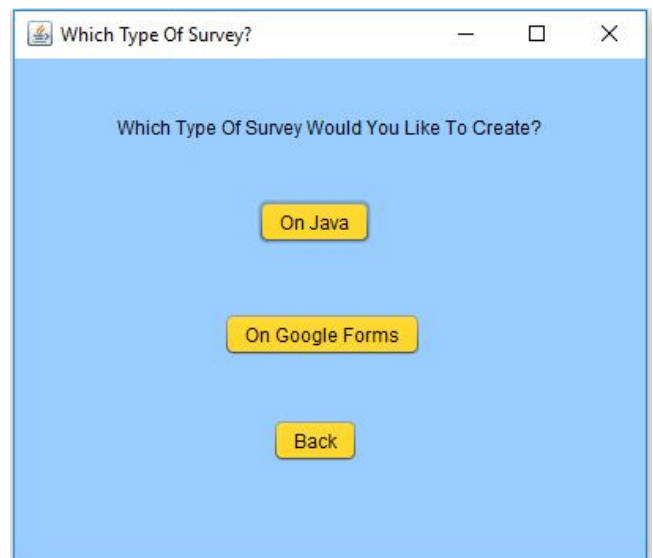 Which Type Of Survey?
Which Type Of Survey Would You Like To Create?
On Java
On Google Forms
Back